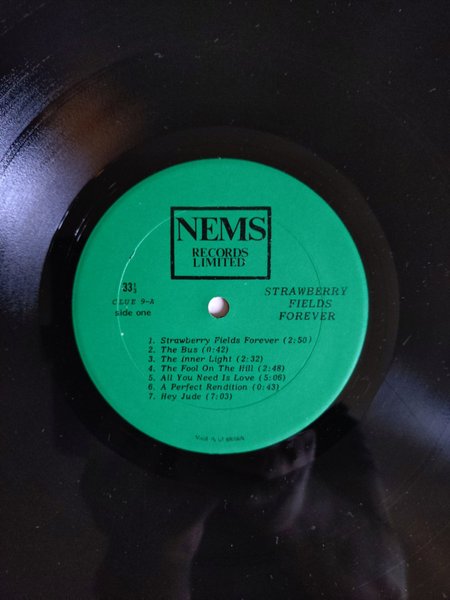 NEMS
RECORDS
LIMITED
33⅓
CLUE 9-A
side one
STRAWBERRY
FIELDS
FOREVER
1. Strawberry Fields Forever (2:50)
2. The Bus (0:42)
3. The Inner Light (2:32)
4. The Fool On The Hill (2:48)
5. All You Need Is Love (5:06)
6. A Perfect Rendition (0:43)
7. Hey Jude (7:03)